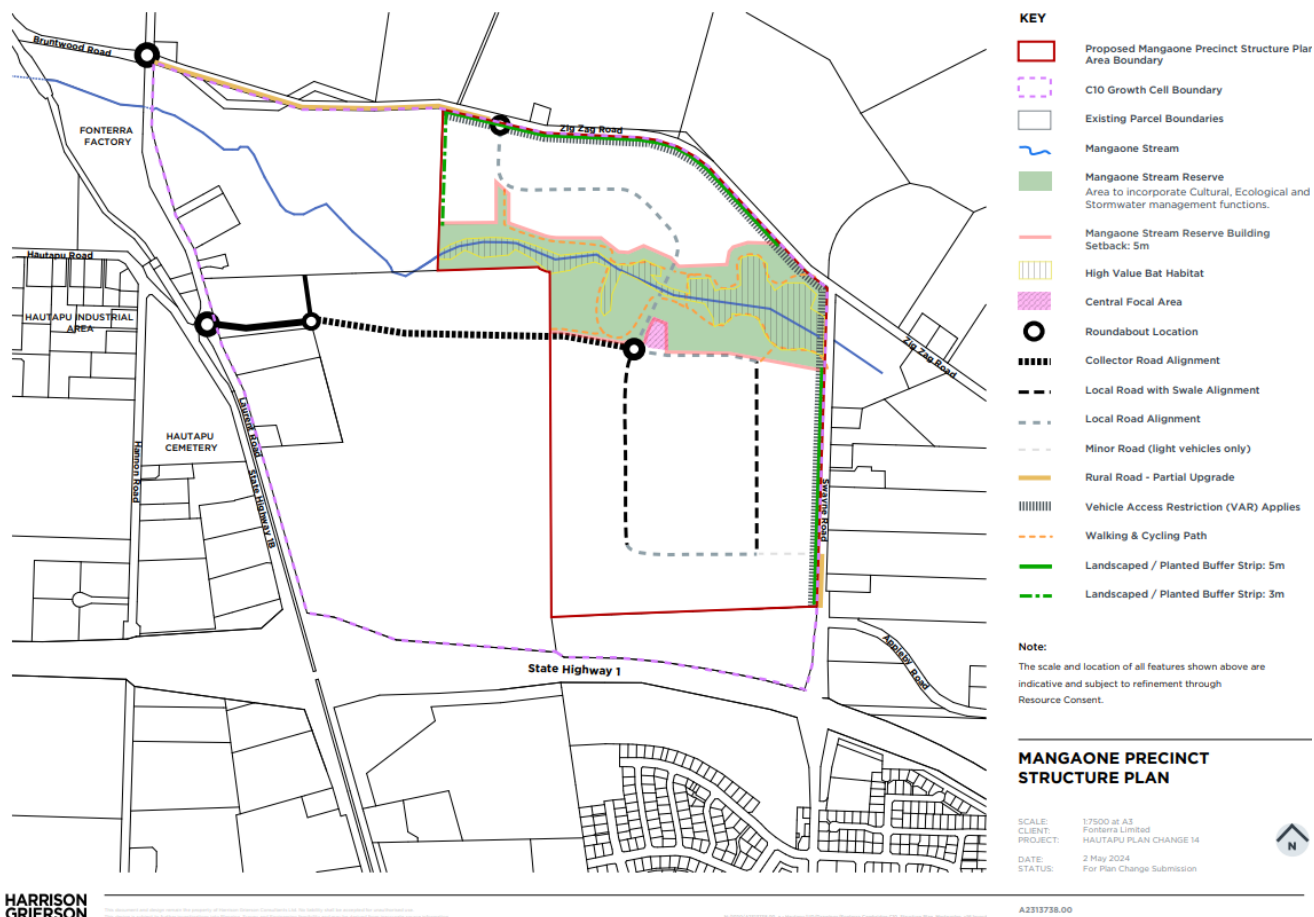 Bruntwood Road
FONTERRA
FACTORY
Zig Zag Road
Hautapu Road
HAUTAPU INDUSTRIAL
AREA
Zig Zag Road
Laurent Road
HAUTAPU
CEMETERY
Hannon Road
State Highway 1B
Swayne Road
Appleby Road
State Highway 1
KEY
Proposed Mangaone Precinct Structure Plan
Area Boundary
C10 Growth Cell Boundary
Existing Parcel Boundaries
Mangaone Stream
Mangaone Stream Reserve
Area to incorporate Cultural, Ecological and
Stormwater management functions.
Mangaone Stream Reserve Building
Setback: 5m
High Value Bat Habitat
Central Focal Area
Roundabout Location
Collector Road Alignment
Local Road with Swale Alignment
Local Road Alignment
Minor Road (light vehicles only)
Rural Road - Partial Upgrade
Vehicle Access Restriction (VAR) Applies
Walking & Cycling Path
Landscaped / Planted Buffer Strip: 5m
Landscaped / Planted Buffer Strip: 3m
Note:
The scale and location of all features shown above are
indicative and subject to refinement through
Resource Consent.
MANGAONE PRECINCT
STRUCTURE PLAN
SCALE: 1:7500 at A3
CLIENT: Fonterra Limited
PROJECT: HAUTAPU PLAN CHANGE 14
DATE: 2 May 2024
STATUS: For Plan Change Submission
N
HARRISON
GRIERSON
A2313738.00